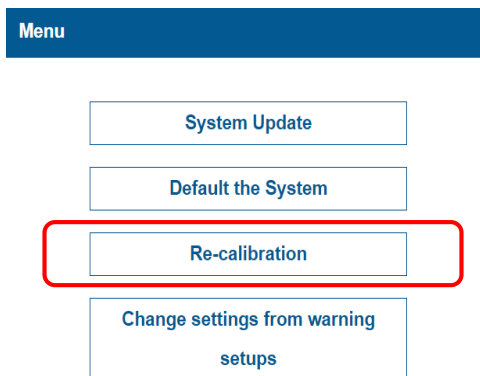 Menu
System Update
Default the System
Re-calibration
Change settings from warning
setups